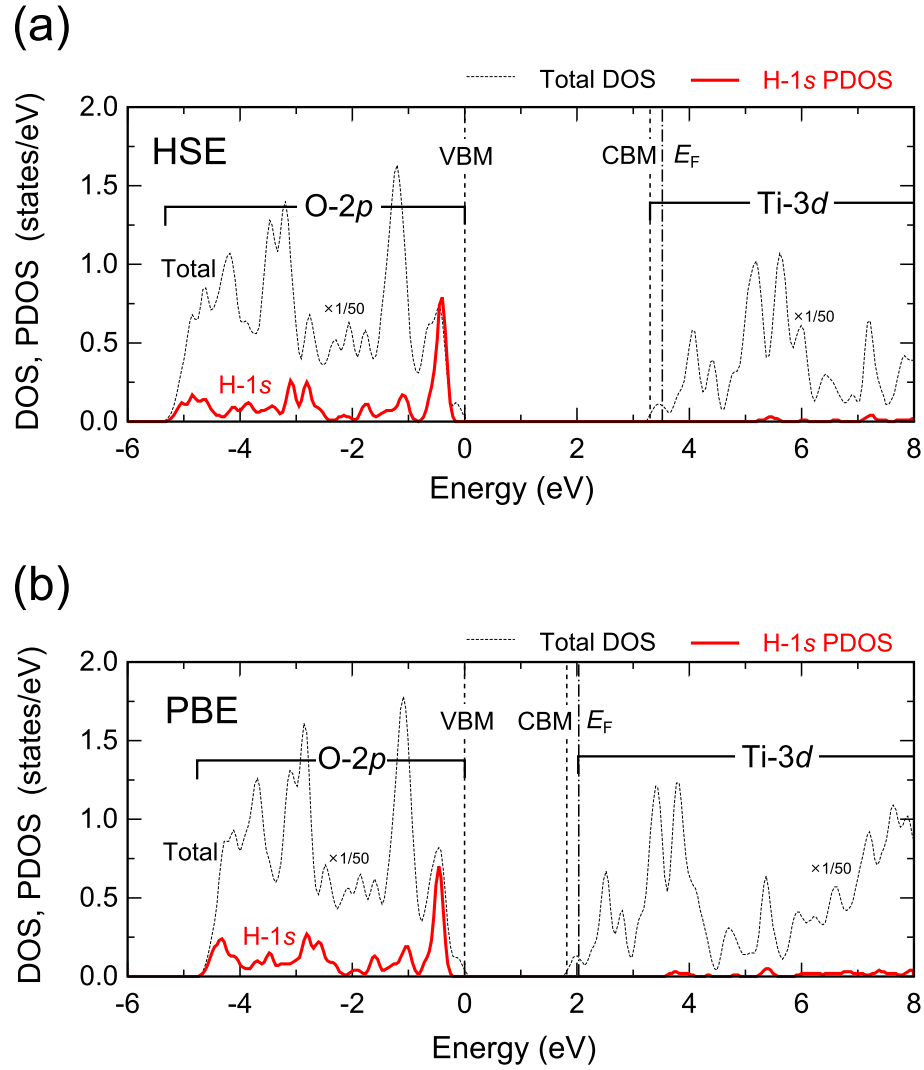 (a)
Total DOS H-1s PDOS
2.0
HSE VBM CBM E_F
1.5
O-2p Ti-3d
1.0
Total
×1/50 ×1/50
0.5
H-1s
0.0
-6 -4 -2 0 2 4 6 8
DOS, PDOS (states/eV)
Energy (eV)
(b)
Total DOS H-1s PDOS
2.0
PBE VBM CBM E_F
1.5
O-2p Ti-3d
1.0
Total ×1/50 ×1/50
0.5
H-1s
0.0
-6 -4 -2 0 2 4 6 8
DOS, PDOS (states/eV)
Energy (eV)